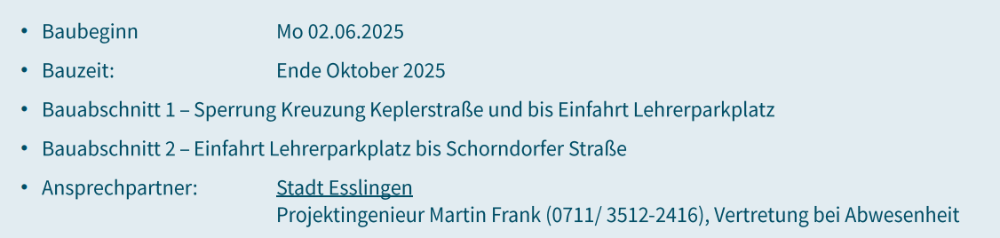 • Baubeginn Mo 02.06.2025
• Bauzeit: Ende Oktober 2025
• Bauabschnitt 1 – Sperrung Kreuzung Keplerstraße und bis Einfahrt Lehrerparkplatz
• Bauabschnitt 2 – Einfahrt Lehrerparkplatz bis Schorndorfer Straße
• Ansprechpartner: Stadt Esslingen
Projektingenieur Martin Frank (0711/ 3512-2416), Vertretung bei Abwesenheit